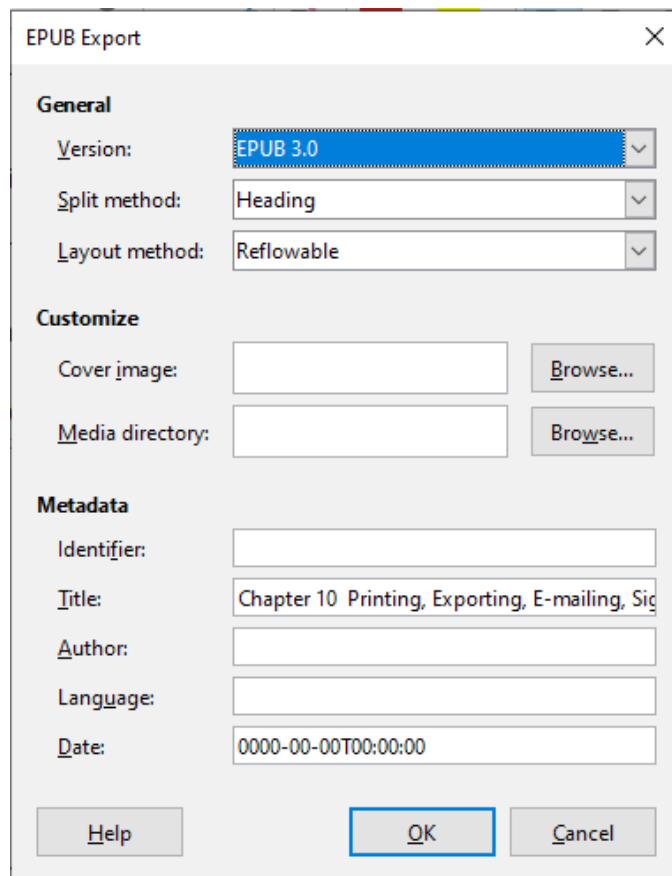 EPUB Export
General
Version: EPUB 3.0
Split method: Heading
Layout method: Reflowable
Customize
Cover image: Browse...
Media directory: Browse...
Metadata
Identifier:
Title: Chapter 10 Printing, Exporting, E-mailing, Sig
Author:
Language:
Date: 0000-00-00T00:00:00
Help OK Cancel